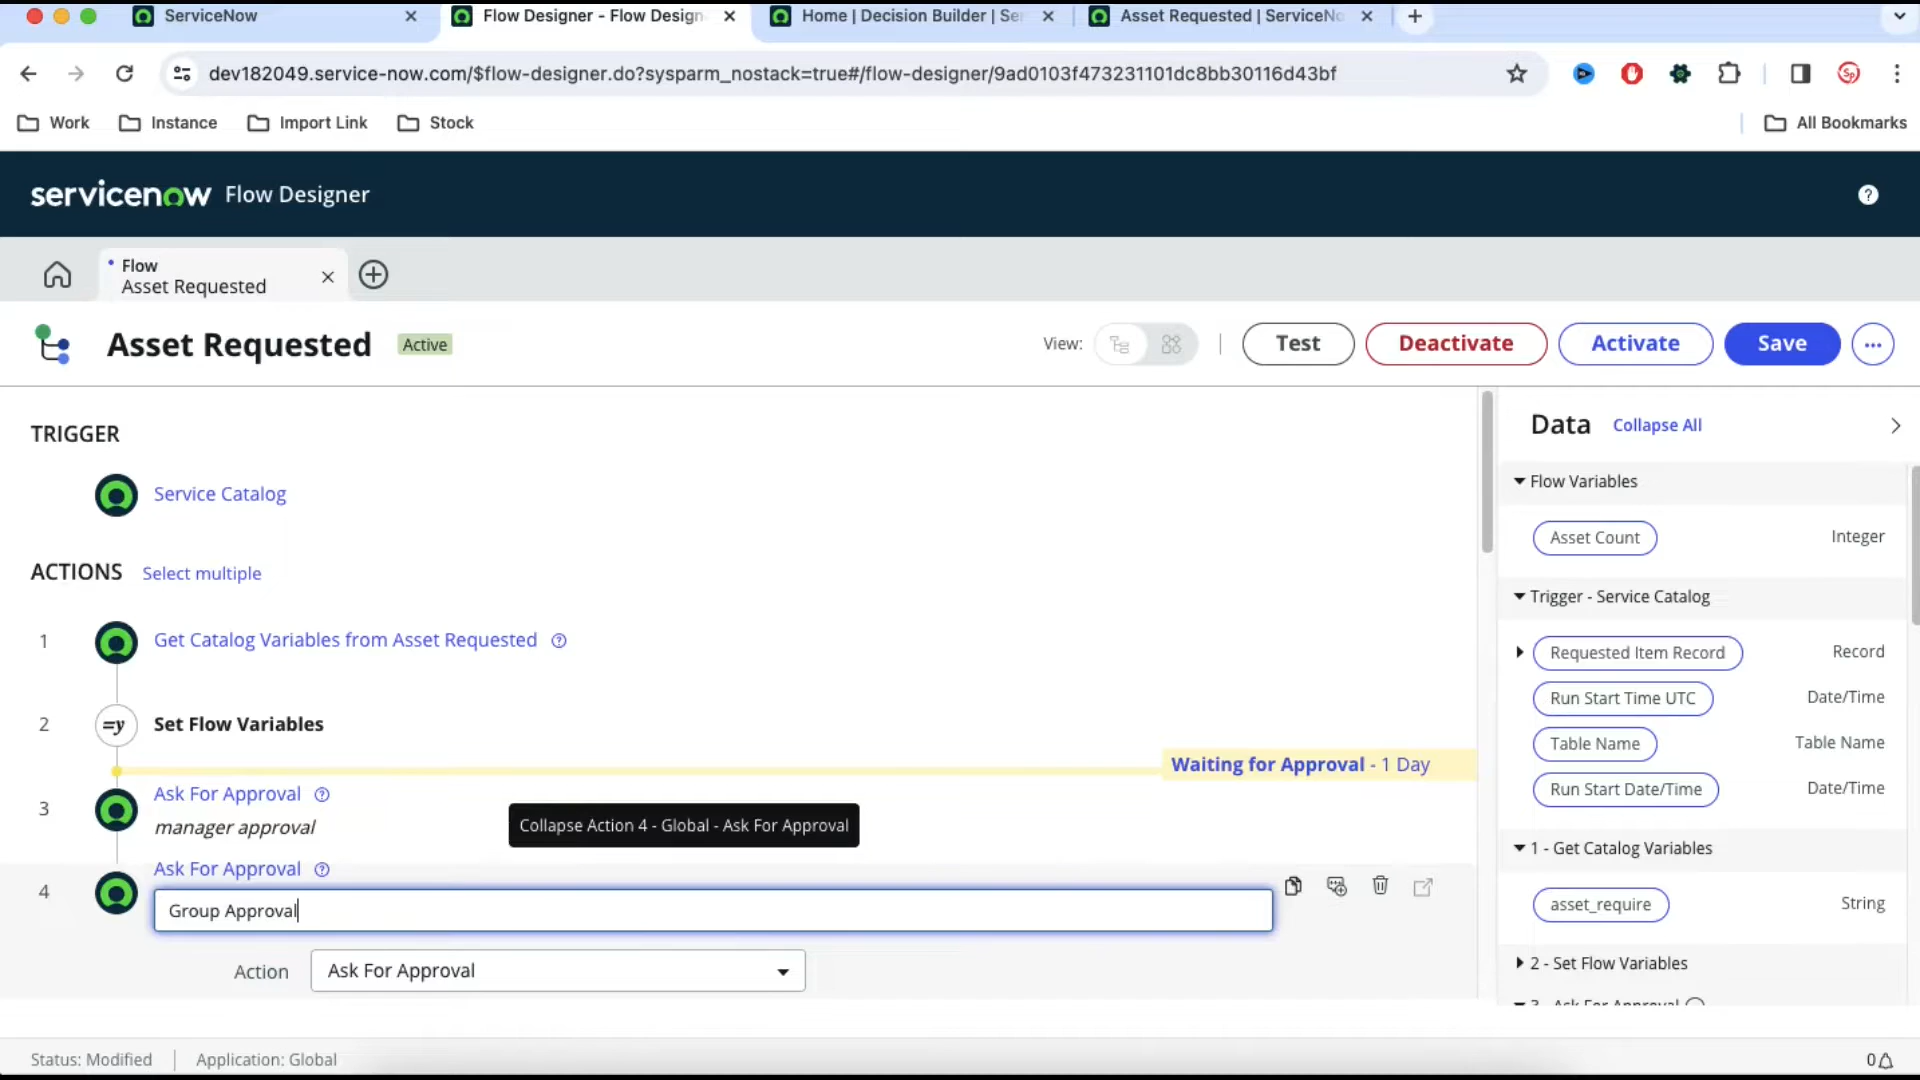 ServiceNow
Flow Designer - Flow Design
Home | Decision Builder | Se
Asset Requested | ServiceNo
dev182049.service-now.com/$flow-designer.do?sysparm_nostack=true#/flow-designer/9ad0103f473231101dc8bb30116d43bf
Work
Instance
Import Link
Stock
All Bookmarks
servicenow Flow Designer
Flow
Asset Requested
Asset Requested
Active
View:
Test
Deactivate
Activate
Save
TRIGGER
Service Catalog
ACTIONS Select multiple
1 Get Catalog Variables from Asset Requested
2 =y Set Flow Variables
Waiting for Approval - 1 Day
3 Ask For Approval
manager approval
Collapse Action 4 - Global - Ask For Approval
4 Ask For Approval
Group Approval
Action Ask For Approval
Data Collapse All
Flow Variables
Asset Count Integer
Trigger - Service Catalog
Requested Item Record Record
Run Start Time UTC Date/Time
Table Name Table Name
Run Start Date/Time Date/Time
1 - Get Catalog Variables
asset_require String
2 - Set Flow Variables
3 - Ask For Approval
Status: Modified | Application: Global
0